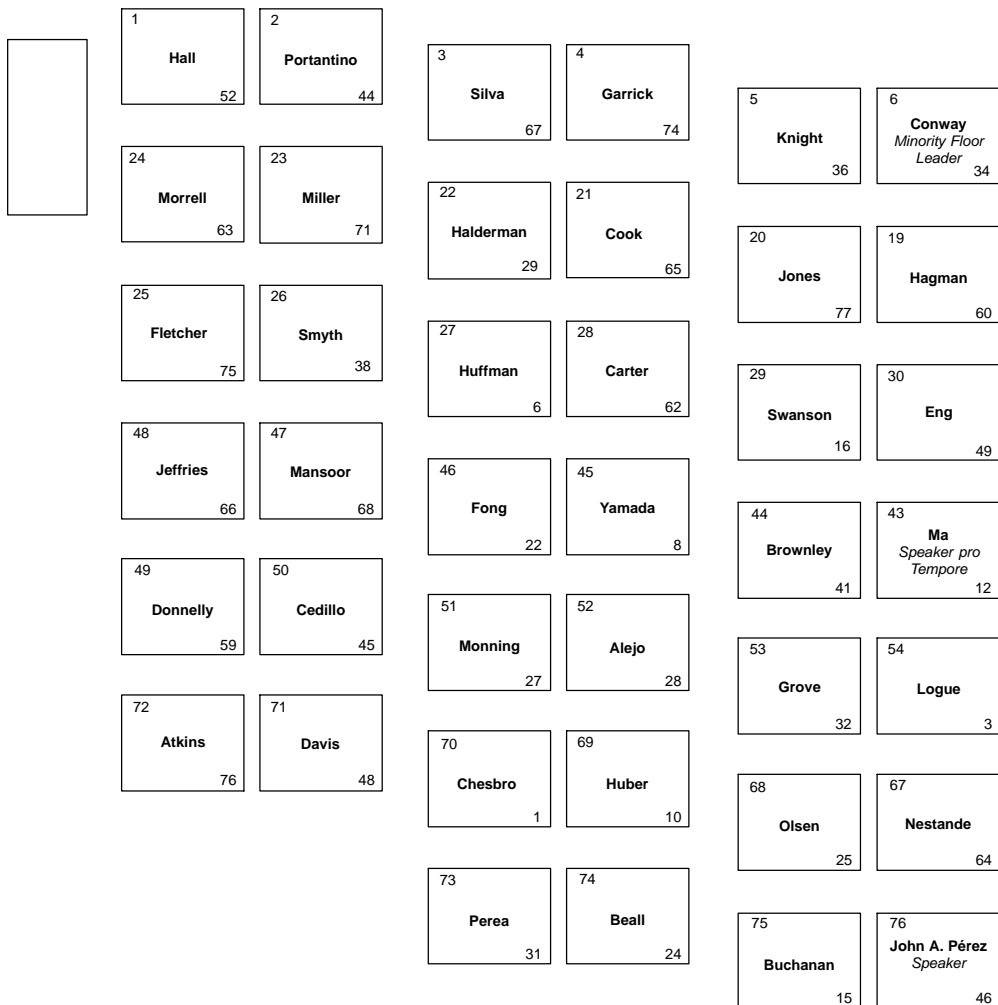 1
Hall
52
2
Portantino
44
3
Silva
67
4
Garrick
74
5
Knight
36
6
Conway
Minority Floor
Leader
34
24
Morrell
63
23
Miller
71
22
Halderman
29
21
Cook
65
20
Jones
77
19
Hagman
60
25
Fletcher
75
26
Smyth
38
27
Huffman
6
28
Carter
62
29
Swanson
16
30
Eng
49
48
Jeffries
66
47
Mansoor
68
46
Fong
22
45
Yamada
8
44
Brownley
41
43
Ma
Speaker pro
Tempore
12
49
Donnelly
59
50
Cedillo
45
51
Monning
27
52
Alejo
28
53
Grove
32
54
Logue
3
72
Atkins
76
71
Davis
48
70
Chesbro
1
69
Huber
10
68
Olsen
25
67
Nestande
64
73
Perea
31
74
Beall
24
75
Buchanan
15
76
John A. Pérez
Speaker
46